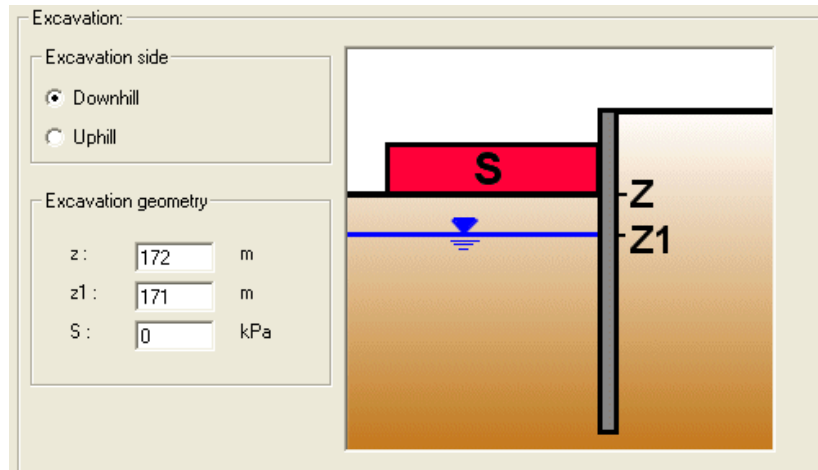 Excavation:
Excavation side
Downhill
Uphill
Excavation geometry
z : 172 m
z1 : 171 m
S : 0 kPa
S
Z
Z1